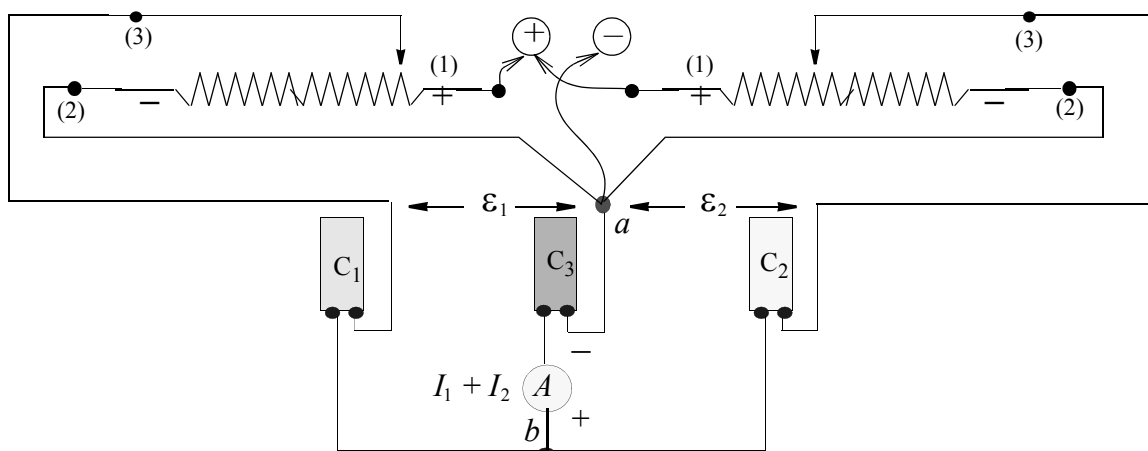 (3) + − (3)
(1) (1)
(2) − + + − (2)
ε1 ε2
a
C1 C3 C2
−
I1 + I2 A
+
b